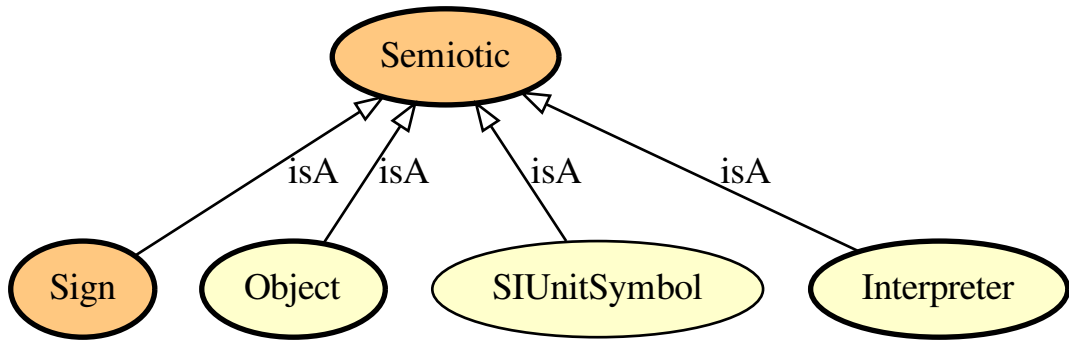 Semiotic
isA isA isA isA
Sign Object SIUnitSymbol Interpreter